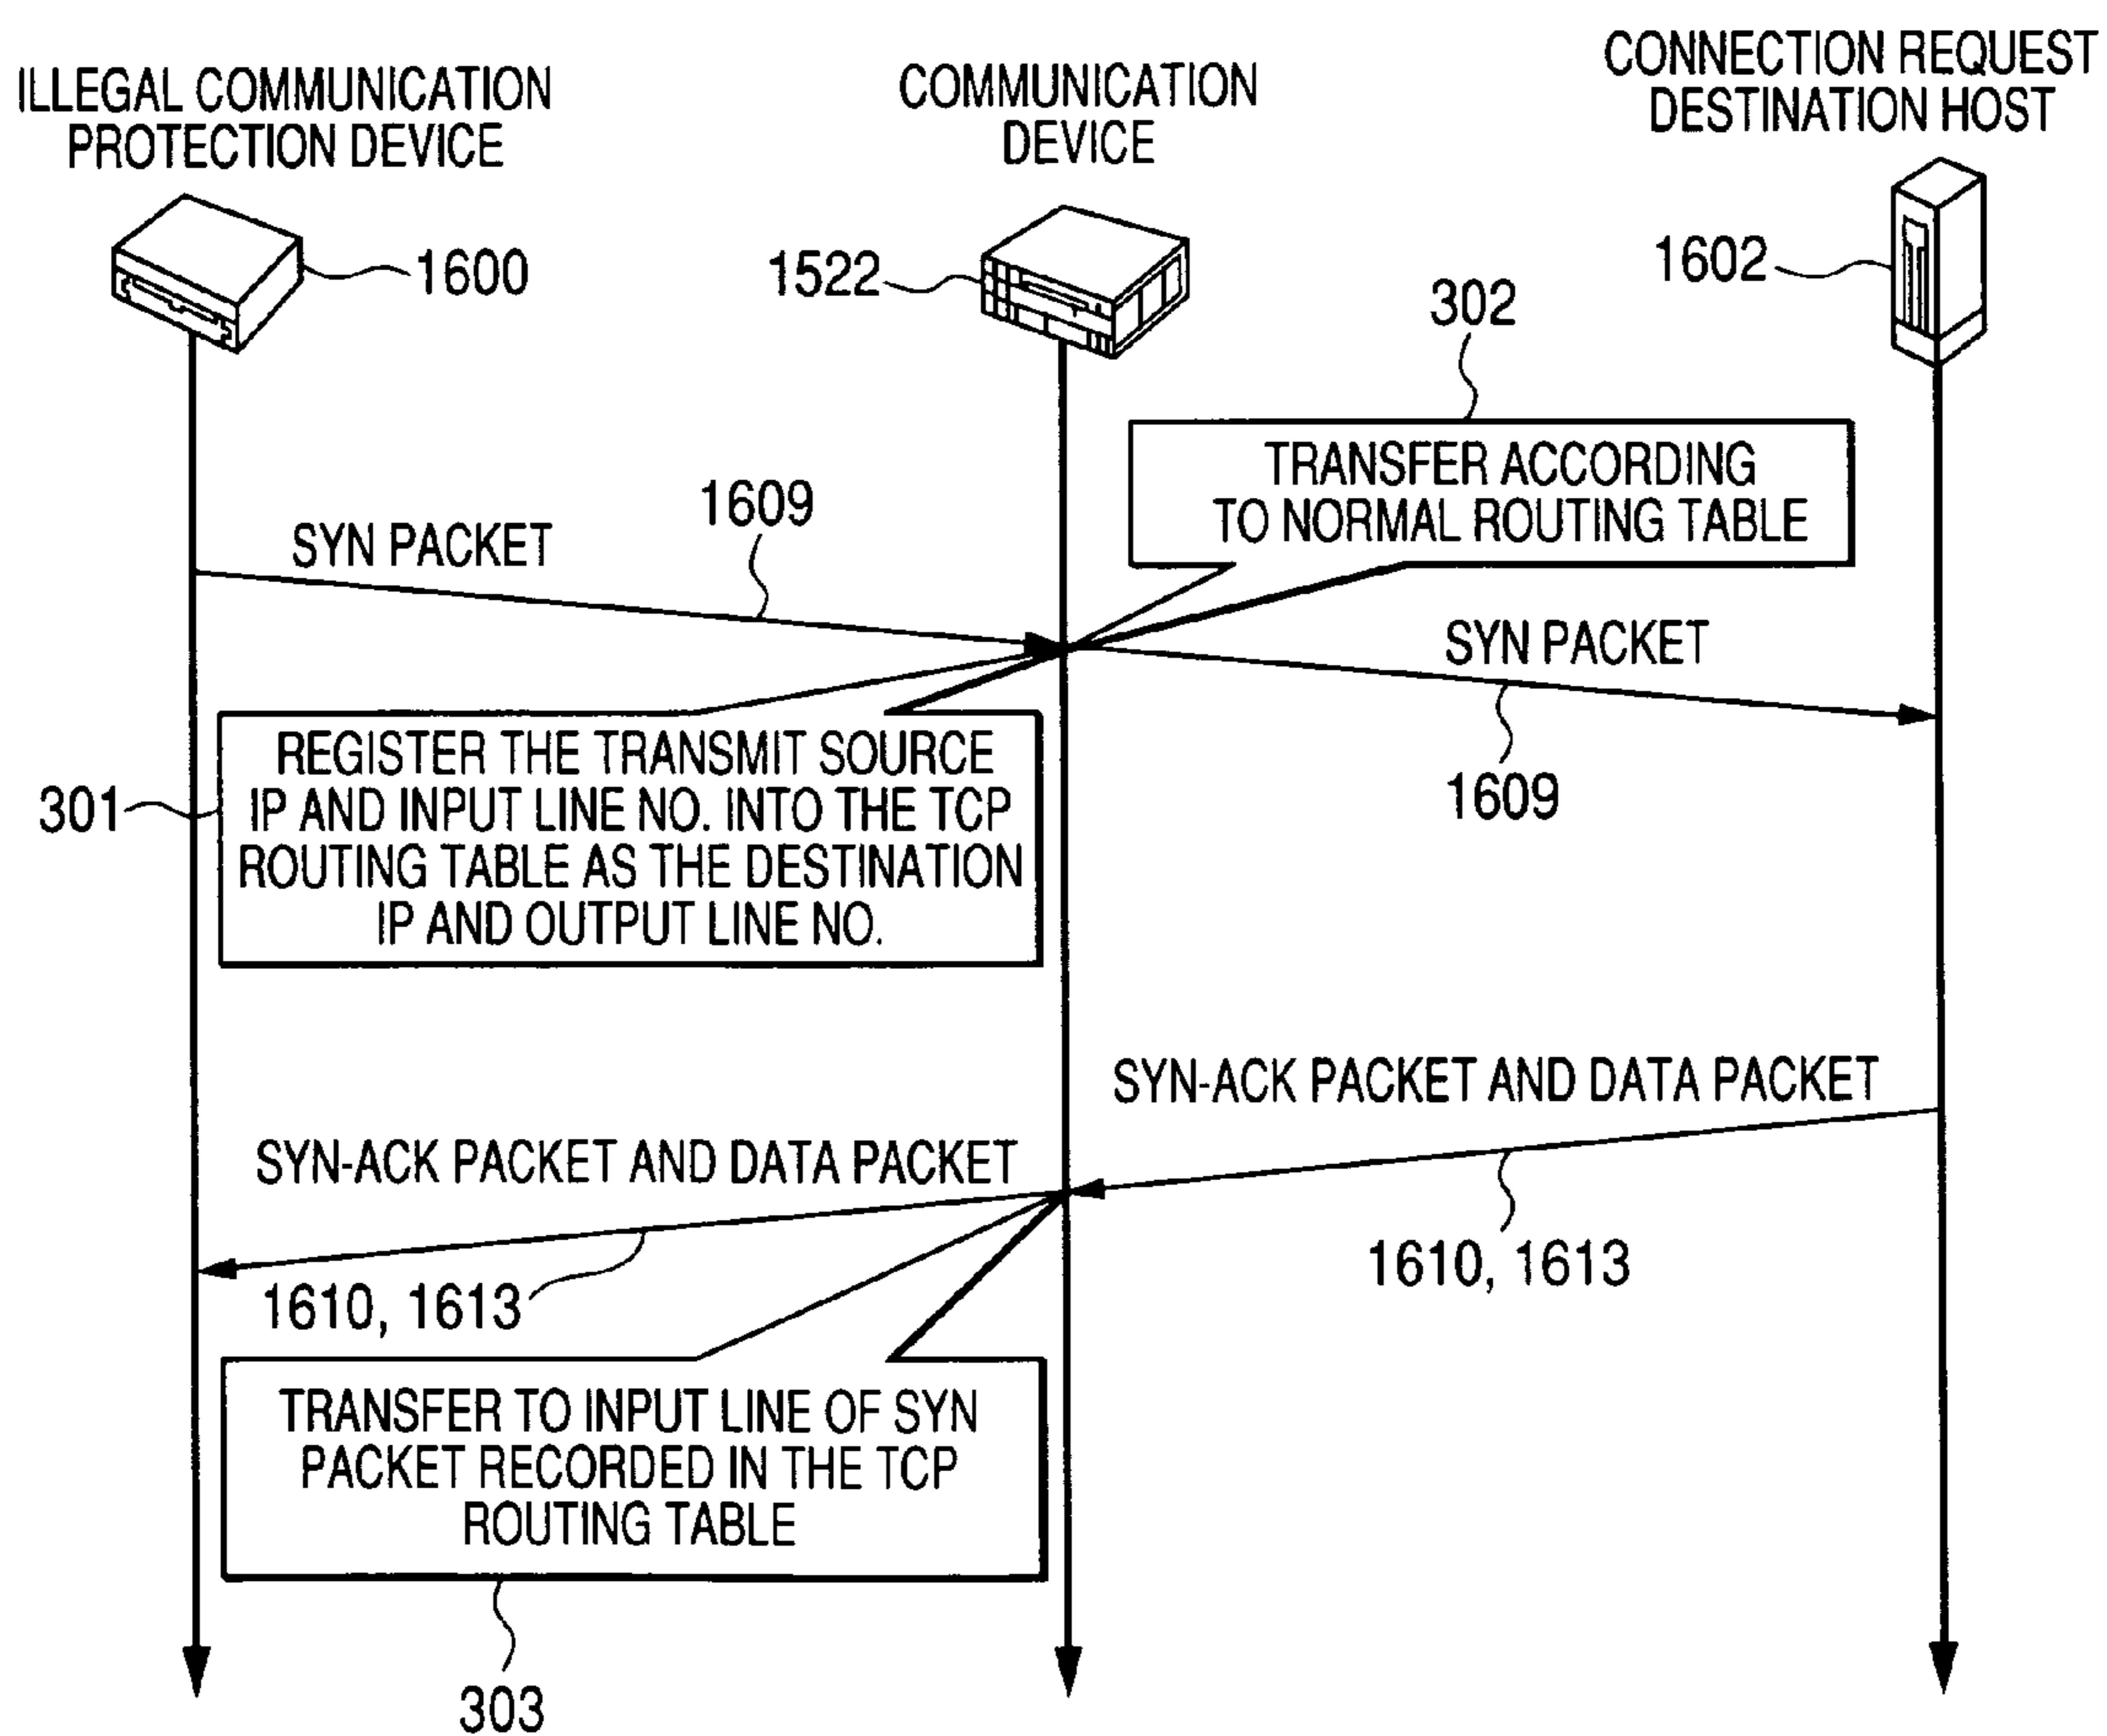 ILLEGAL COMMUNICATION
PROTECTION DEVICE
COMMUNICATION
DEVICE
CONNECTION REQUEST
DESTINATION HOST
1600
1522
1602
302
TRANSFER ACCORDING
TO NORMAL ROUTING TABLE
1609
SYN PACKET
SYN PACKET
1609
301
REGISTER THE TRANSMIT SOURCE
IP AND INPUT LINE NO. INTO THE TCP
ROUTING TABLE AS THE DESTINATION
IP AND OUTPUT LINE NO.
SYN-ACK PACKET AND DATA PACKET
SYN-ACK PACKET AND DATA PACKET
1610, 1613
1610, 1613
TRANSFER TO INPUT LINE OF SYN
PACKET RECORDED IN THE TCP
ROUTING TABLE
303